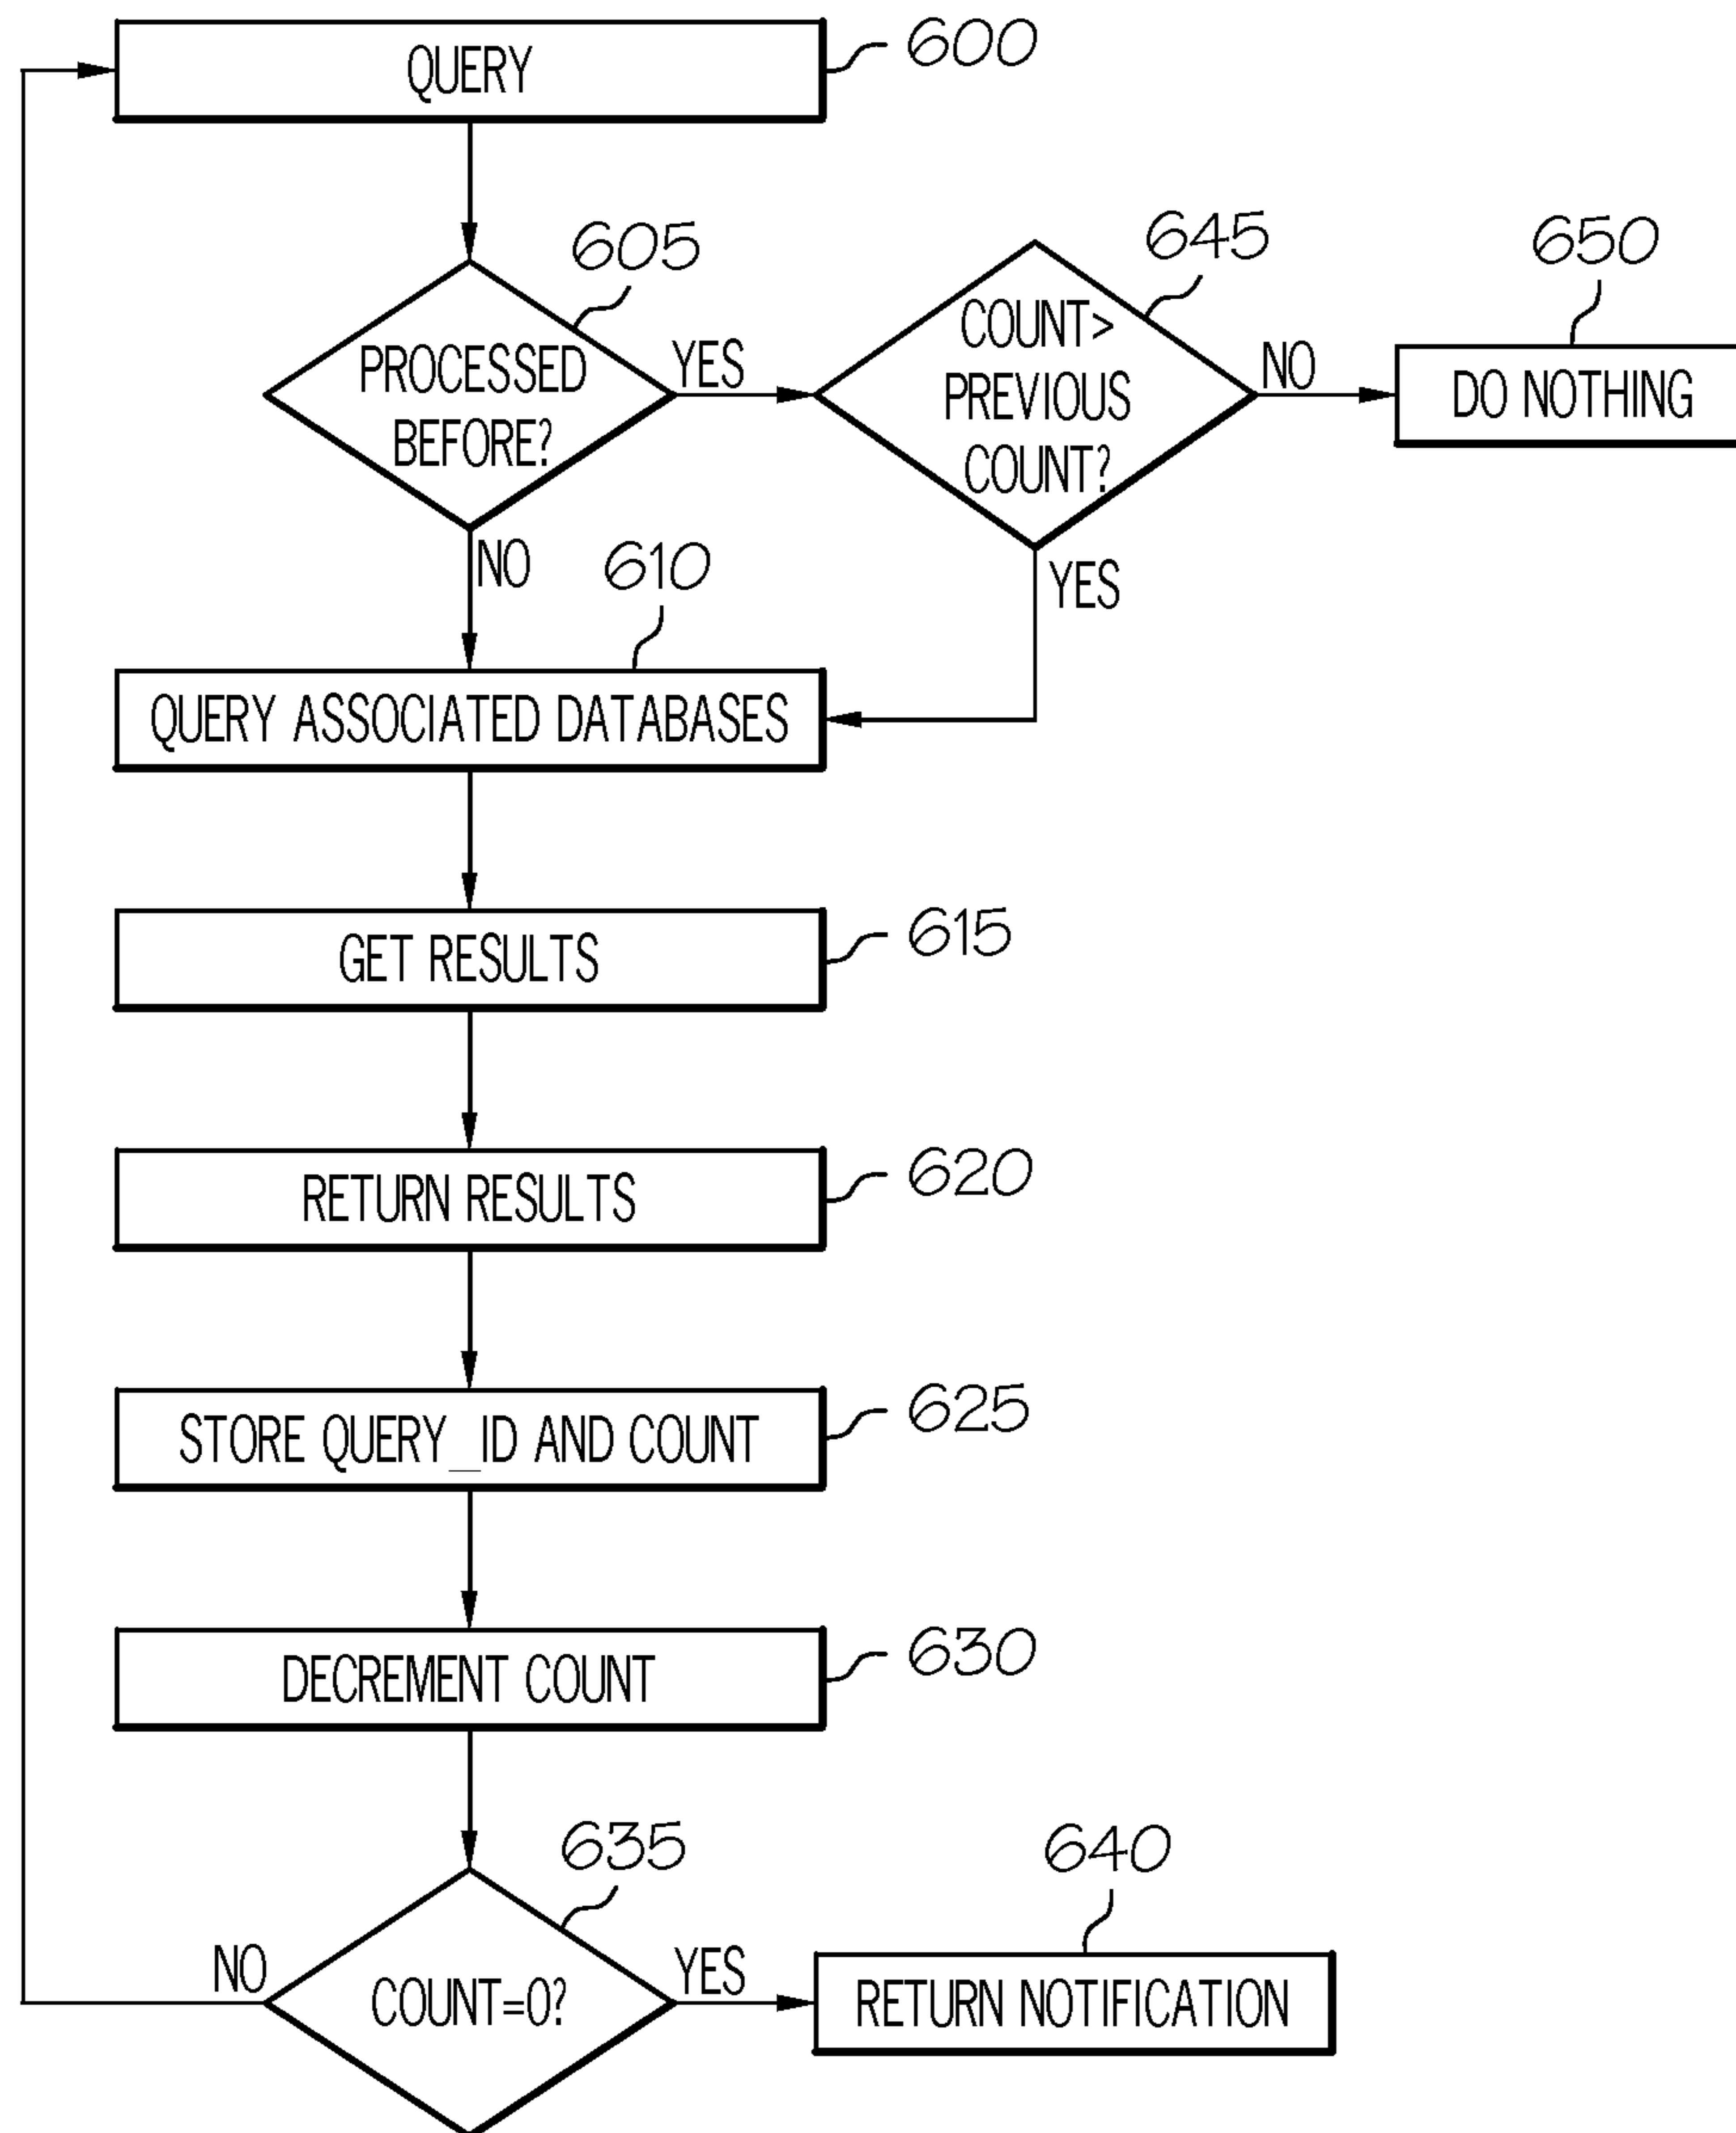 QUERY
600
605
PROCESSED
BEFORE?
YES
NO
645
COUNT>
PREVIOUS
COUNT?
NO
YES
650
DO NOTHING
610
QUERY ASSOCIATED DATABASES
GET RESULTS
615
RETURN RESULTS
620
STORE QUERY_ID AND COUNT
625
DECREMENT COUNT
630
635
COUNT=0?
NO
YES
640
RETURN NOTIFICATION